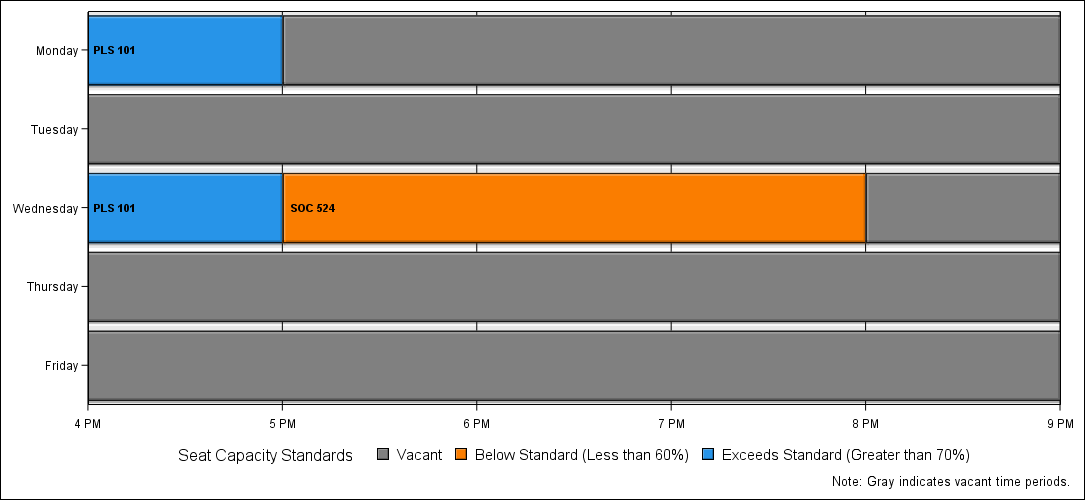 Monday
PLS 101
Tuesday
Wednesday
PLS 101
SOC 524
Thursday
Friday
4 PM 5 PM 6 PM 7 PM 8 PM 9 PM
Seat Capacity Standards Vacant Below Standard (Less than 60%) Exceeds Standard (Greater than 70%)
Note: Gray indicates vacant time periods.